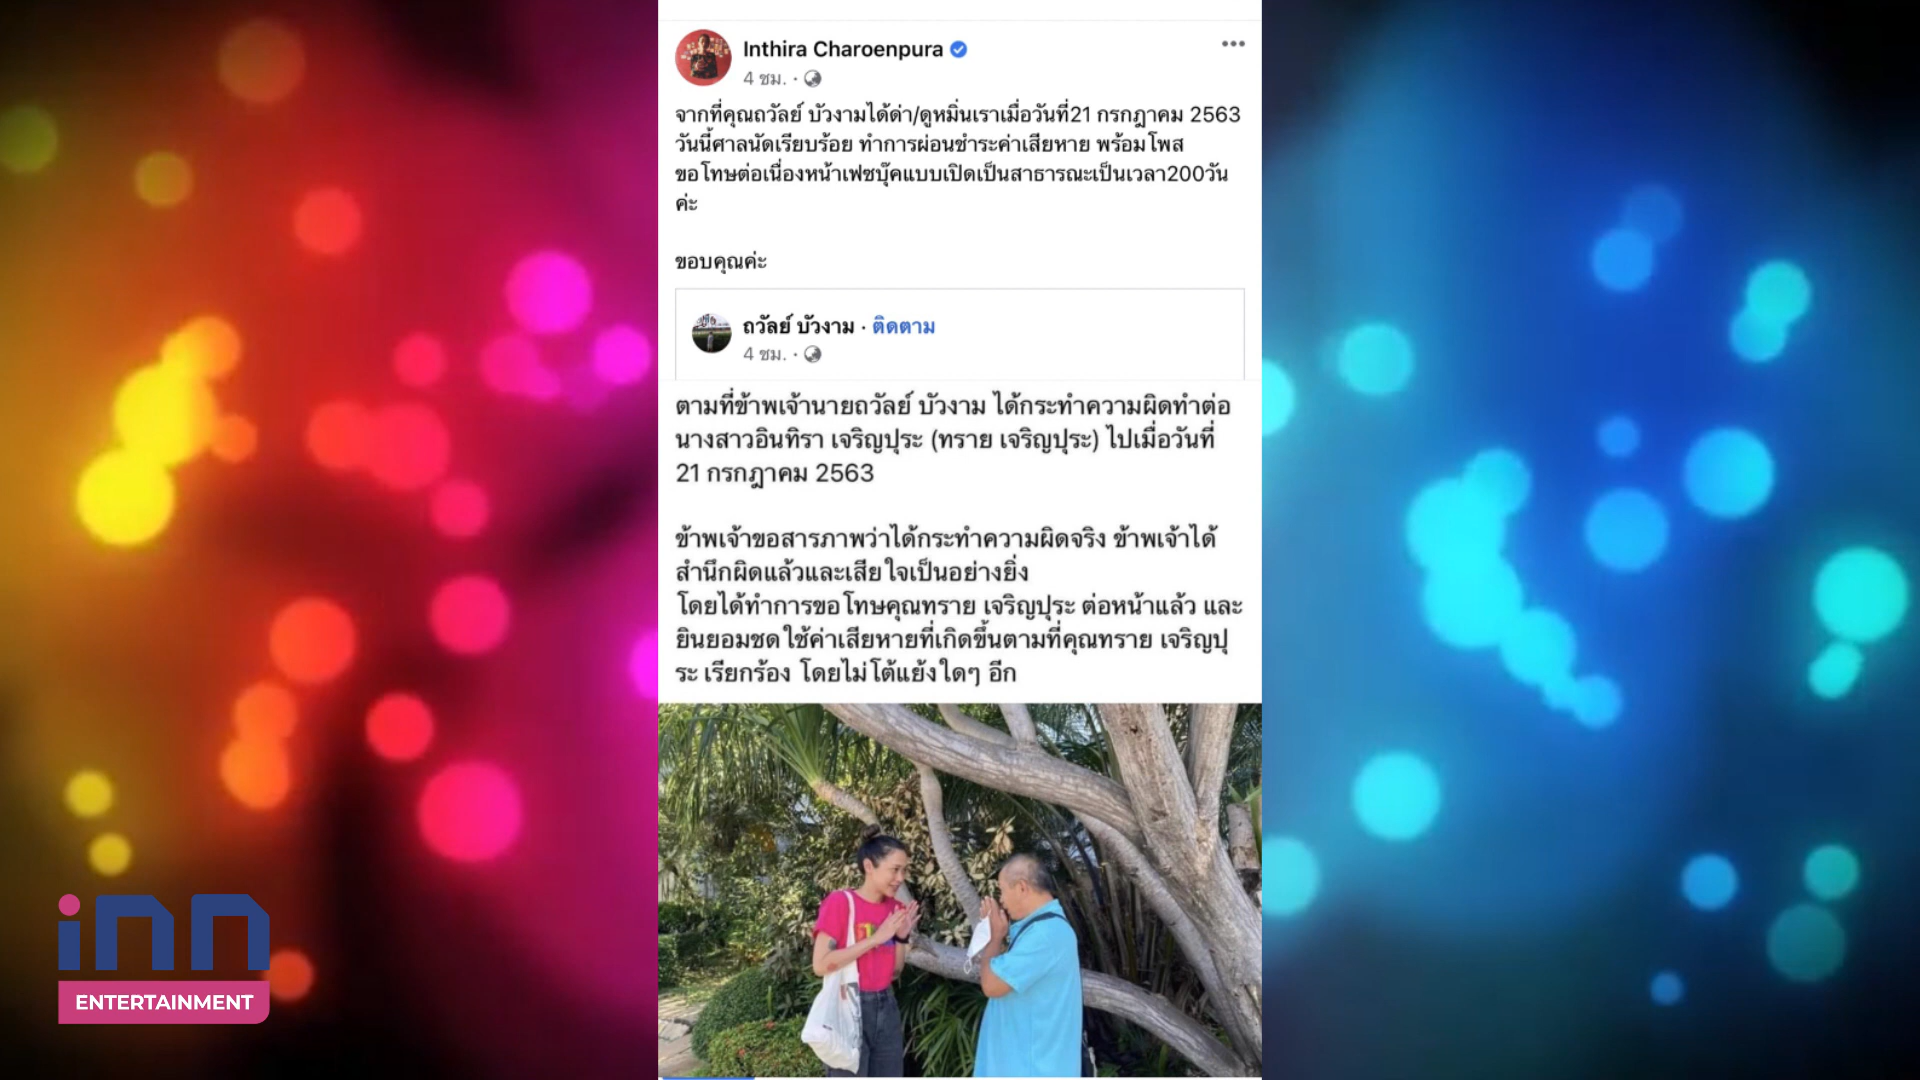 Inthira Charoenpura
4 ชม. ·
จากที่คุณถวัลย์ บัวงามได้ด่า/ดูหมิ่นเราเมื่อวันที่21 กรกฎาคม 2563
วันนี้ศาลนัดเรียบร้อย ทำการผ่อนชำระค่าเสียหาย พร้อมโพส
ขอโทษต่อเนื่องหน้าเฟซบุ๊คแบบเปิดเป็นสาธารณะเป็นเวลา200วัน
ค่ะ
ขอบคุณค่ะ
ถวัลย์ บัวงาม · ติดตาม
4 ชม. ·
ตามที่ข้าพเจ้านายถวัลย์ บัวงาม ได้กระทำความผิดทำต่อ
นางสาวอินทิรา เจริญปุระ (ทราย เจริญปุระ) ไปเมื่อวันที่
21 กรกฎาคม 2563
ข้าพเจ้าขอสารภาพว่าได้กระทำความผิดจริง ข้าพเจ้าได้
สำนึกผิดแล้วและเสียใจเป็นอย่างยิ่ง
โดยได้ทำการขอโทษคุณทราย เจริญปุระ ต่อหน้าแล้ว และ
ยินยอมชดใช้ค่าเสียหายที่เกิดขึ้นตามที่คุณทราย เจริญปุ
ระ เรียกร้อง โดยไม่โต้แย้งใดๆ อีก
inn
ENTERTAINMENT